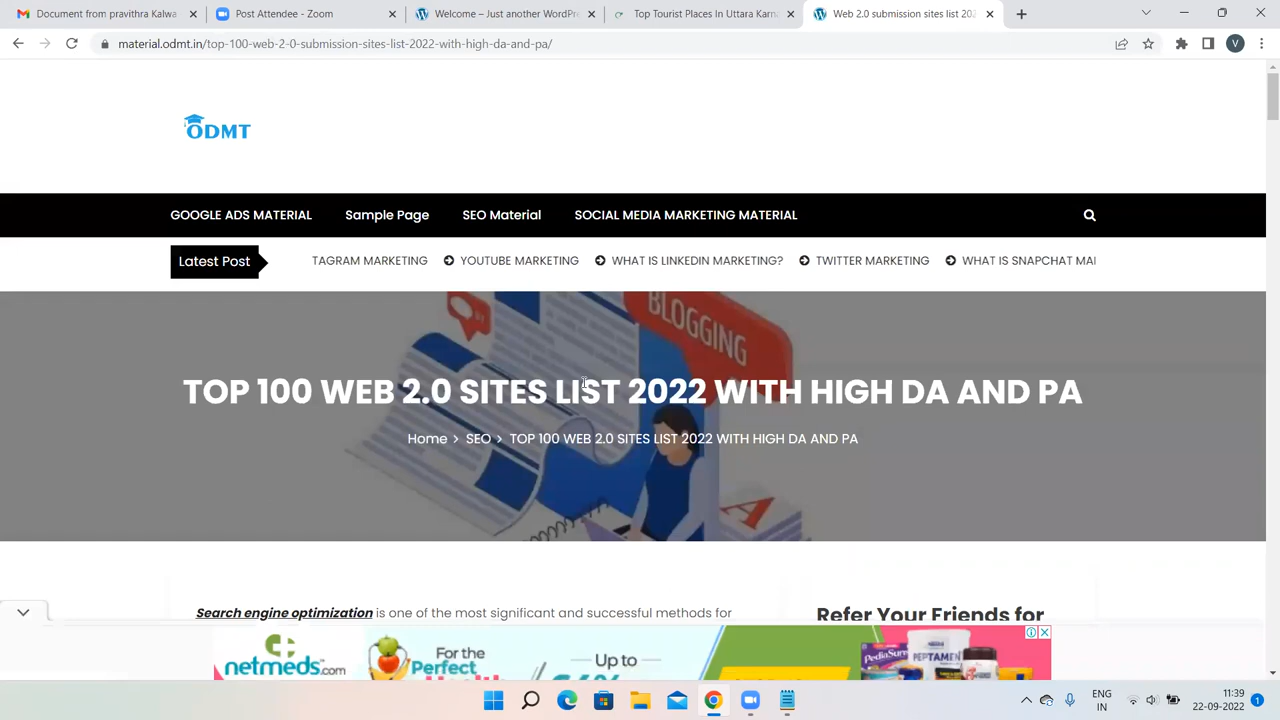 Document from pravithra Kalwa
Post Attendee - Zoom
Welcome – Just another WordPre
Top Tourist Places In Uttara Karna
Web 2.0 submission sites list 202
material.odmt.in/top-100-web-2-0-submission-sites-list-2022-with-high-da-and-pa/
V
ODMT
GOOGLE ADS MATERIAL Sample Page SEO Material SOCIAL MEDIA MARKETING MATERIAL
Latest Post TAGRAM MARKETING YOUTUBE MARKETING WHAT IS LINKEDIN MARKETING? TWITTER MARKETING WHAT IS SNAPCHAT MAI
BLOGGING
TOP 100 WEB 2.0 SITES LIST 2022 WITH HIGH DA AND PA
Home > SEO > TOP 100 WEB 2.0 SITES LIST 2022 WITH HIGH DA AND PA
A
Search engine optimization is one of the most significant and successful methods for
Refer Your Friends for
netmeds.com
For the
Perfect
Up to
PediaSure
PEPTAMEN
ENG
IN
11:39
22-09-2022
1